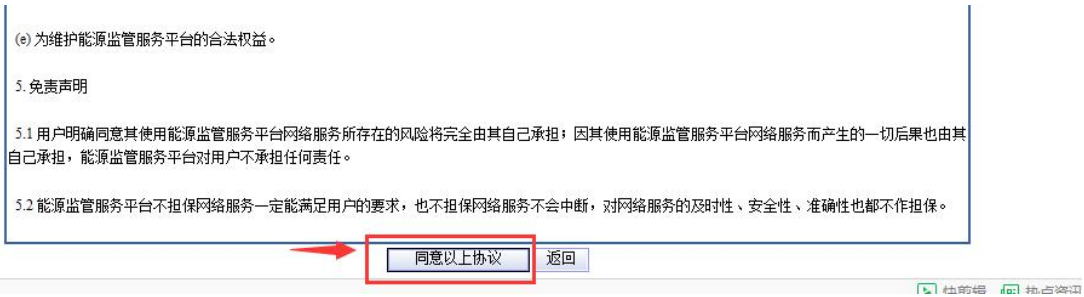 (e) 为维护能源监管服务平台的合法权益。
5. 免责声明
5.1 用户明确同意其使用能源监管服务平台网络服务所存在的风险将完全由其自己承担；因其使用能源监管服务平台网络服务而产生的一切后果也由其
自己承担，能源监管服务平台对用户不承担任何责任。
5.2 能源监管服务平台不担保网络服务一定能满足用户的要求，也不担保网络服务不会中断，对网络服务的及时性、安全性、准确性也都不作担保。
同意以上协议 返回
快剪辑 热点资讯